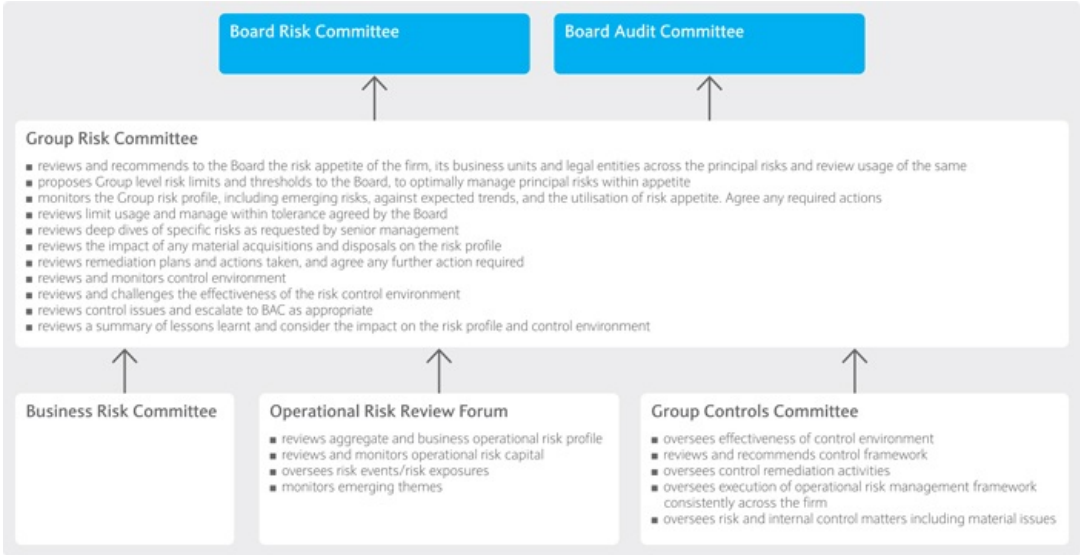 Board Risk Committee
Board Audit Committee
Group Risk Committee
■ reviews and recommends to the Board the risk appetite of the firm, its business units and legal entities across the principal risks and review usage of the same
■ proposes Group level risk limits and thresholds to the Board, to optimally manage principal risks within appetite
■ monitors the Group risk profile, including emerging risks, against expected trends, and the utilisation of risk appetite. Agree any required actions
■ reviews limit usage and manage within tolerance agreed by the Board
■ reviews deep dives of specific risks as requested by senior management
■ reviews the impact of any material acquisitions and disposals on the risk profile
■ reviews remediation plans and actions taken, and agree any further action required
■ reviews and monitors control environment
■ reviews and challenges the effectiveness of the risk control environment
■ reviews control issues and escalate to BAC as appropriate
■ reviews a summary of lessons learnt and consider the impact on the risk profile and control environment
Business Risk Committee
Operational Risk Review Forum
■ reviews aggregate and business operational risk profile
■ reviews and monitors operational risk capital
■ oversees risk events/risk exposures
■ monitors emerging themes
Group Controls Committee
■ oversees effectiveness of control environment
■ reviews and recommends control framework
■ oversees control remediation activities
■ oversees execution of operational risk management framework
consistently across the firm
■ oversees risk and internal control matters including material issues